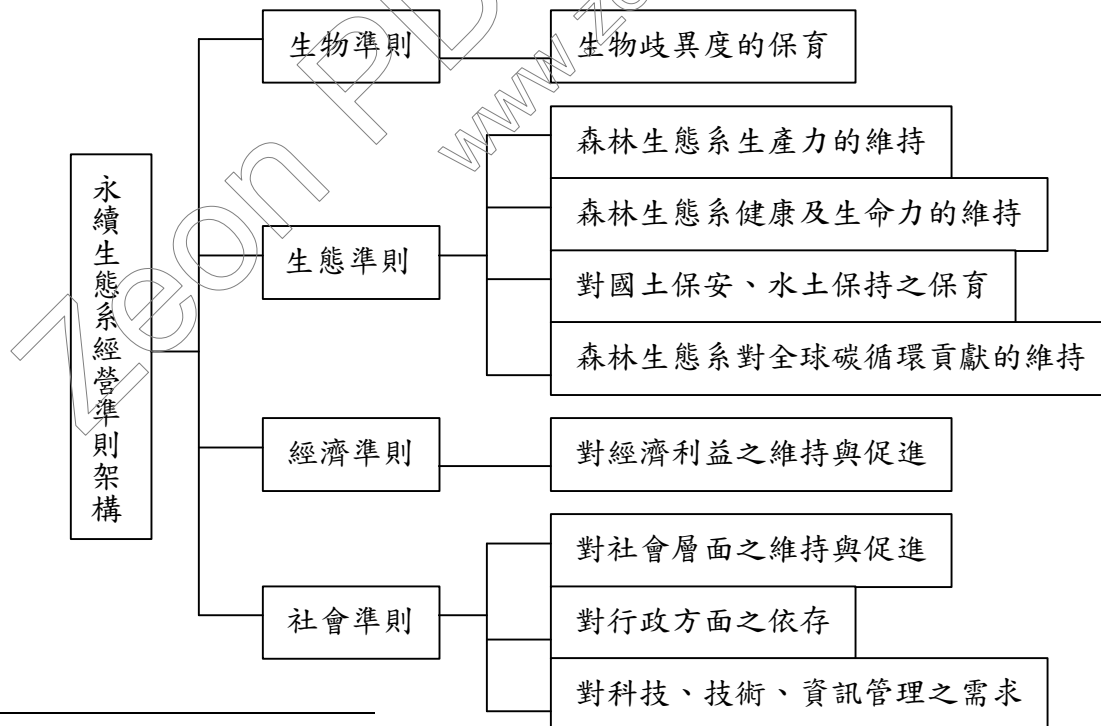 永續生態系經營準則架構
生物準則
生物歧異度的保育
生態準則
森林生態系生產力的維持
森林生態系健康及生命力的維持
對國土保安、水土保持之保育
森林生態系對全球碳循環貢獻的維持
經濟準則
對經濟利益之維持與促進
社會準則
對社會層面之維持與促進
對行政方面之依存
對科技、技術、資訊管理之需求
Zeon PD
www.ze